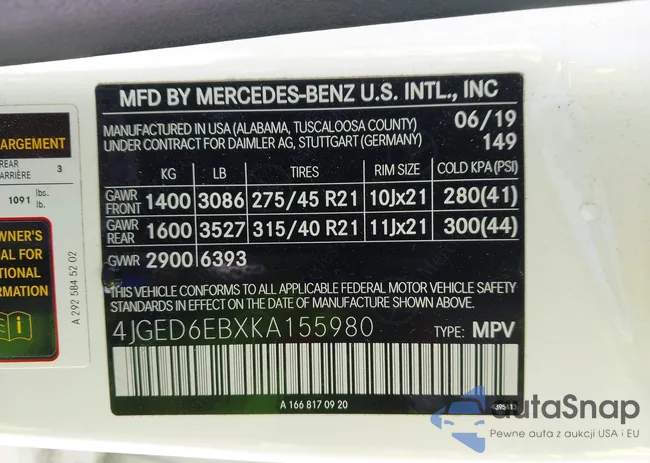 MFD BY MERCEDES-BENZ U.S. INTL., INC
MANUFACTURED IN USA (ALABAMA, TUSCALOOSA COUNTY) 06/19
UNDER CONTRACT FOR DAIMLER AG, STUTTGART (GERMANY) 149
KG LB TIRES RIM SIZE COLD KPA (PSI)
GAWR FRONT 1400 3086 275/45 R21 10Jx21 280(41)
GAWR REAR 1600 3527 315/40 R21 11Jx21 300(44)
GVWR 2900 6393
THIS VEHICLE CONFORMS TO ALL APPLICABLE FEDERAL MOTOR VEHICLE SAFETY
STANDARDS IN EFFECT ON THE DATE OF MANUFACTURE SHOWN ABOVE.
4JGED6EBXKA155980 TYPE: MPV
A 166 817 09 20
ARGEMENT
REAR
ARRIÈRE 3
1091 lbs.
lb.
WNER'S
AL FOR
TIONAL
RMATION
A 292 584 52 02
autaSnap
Pewne auta z aukcji USA i EU